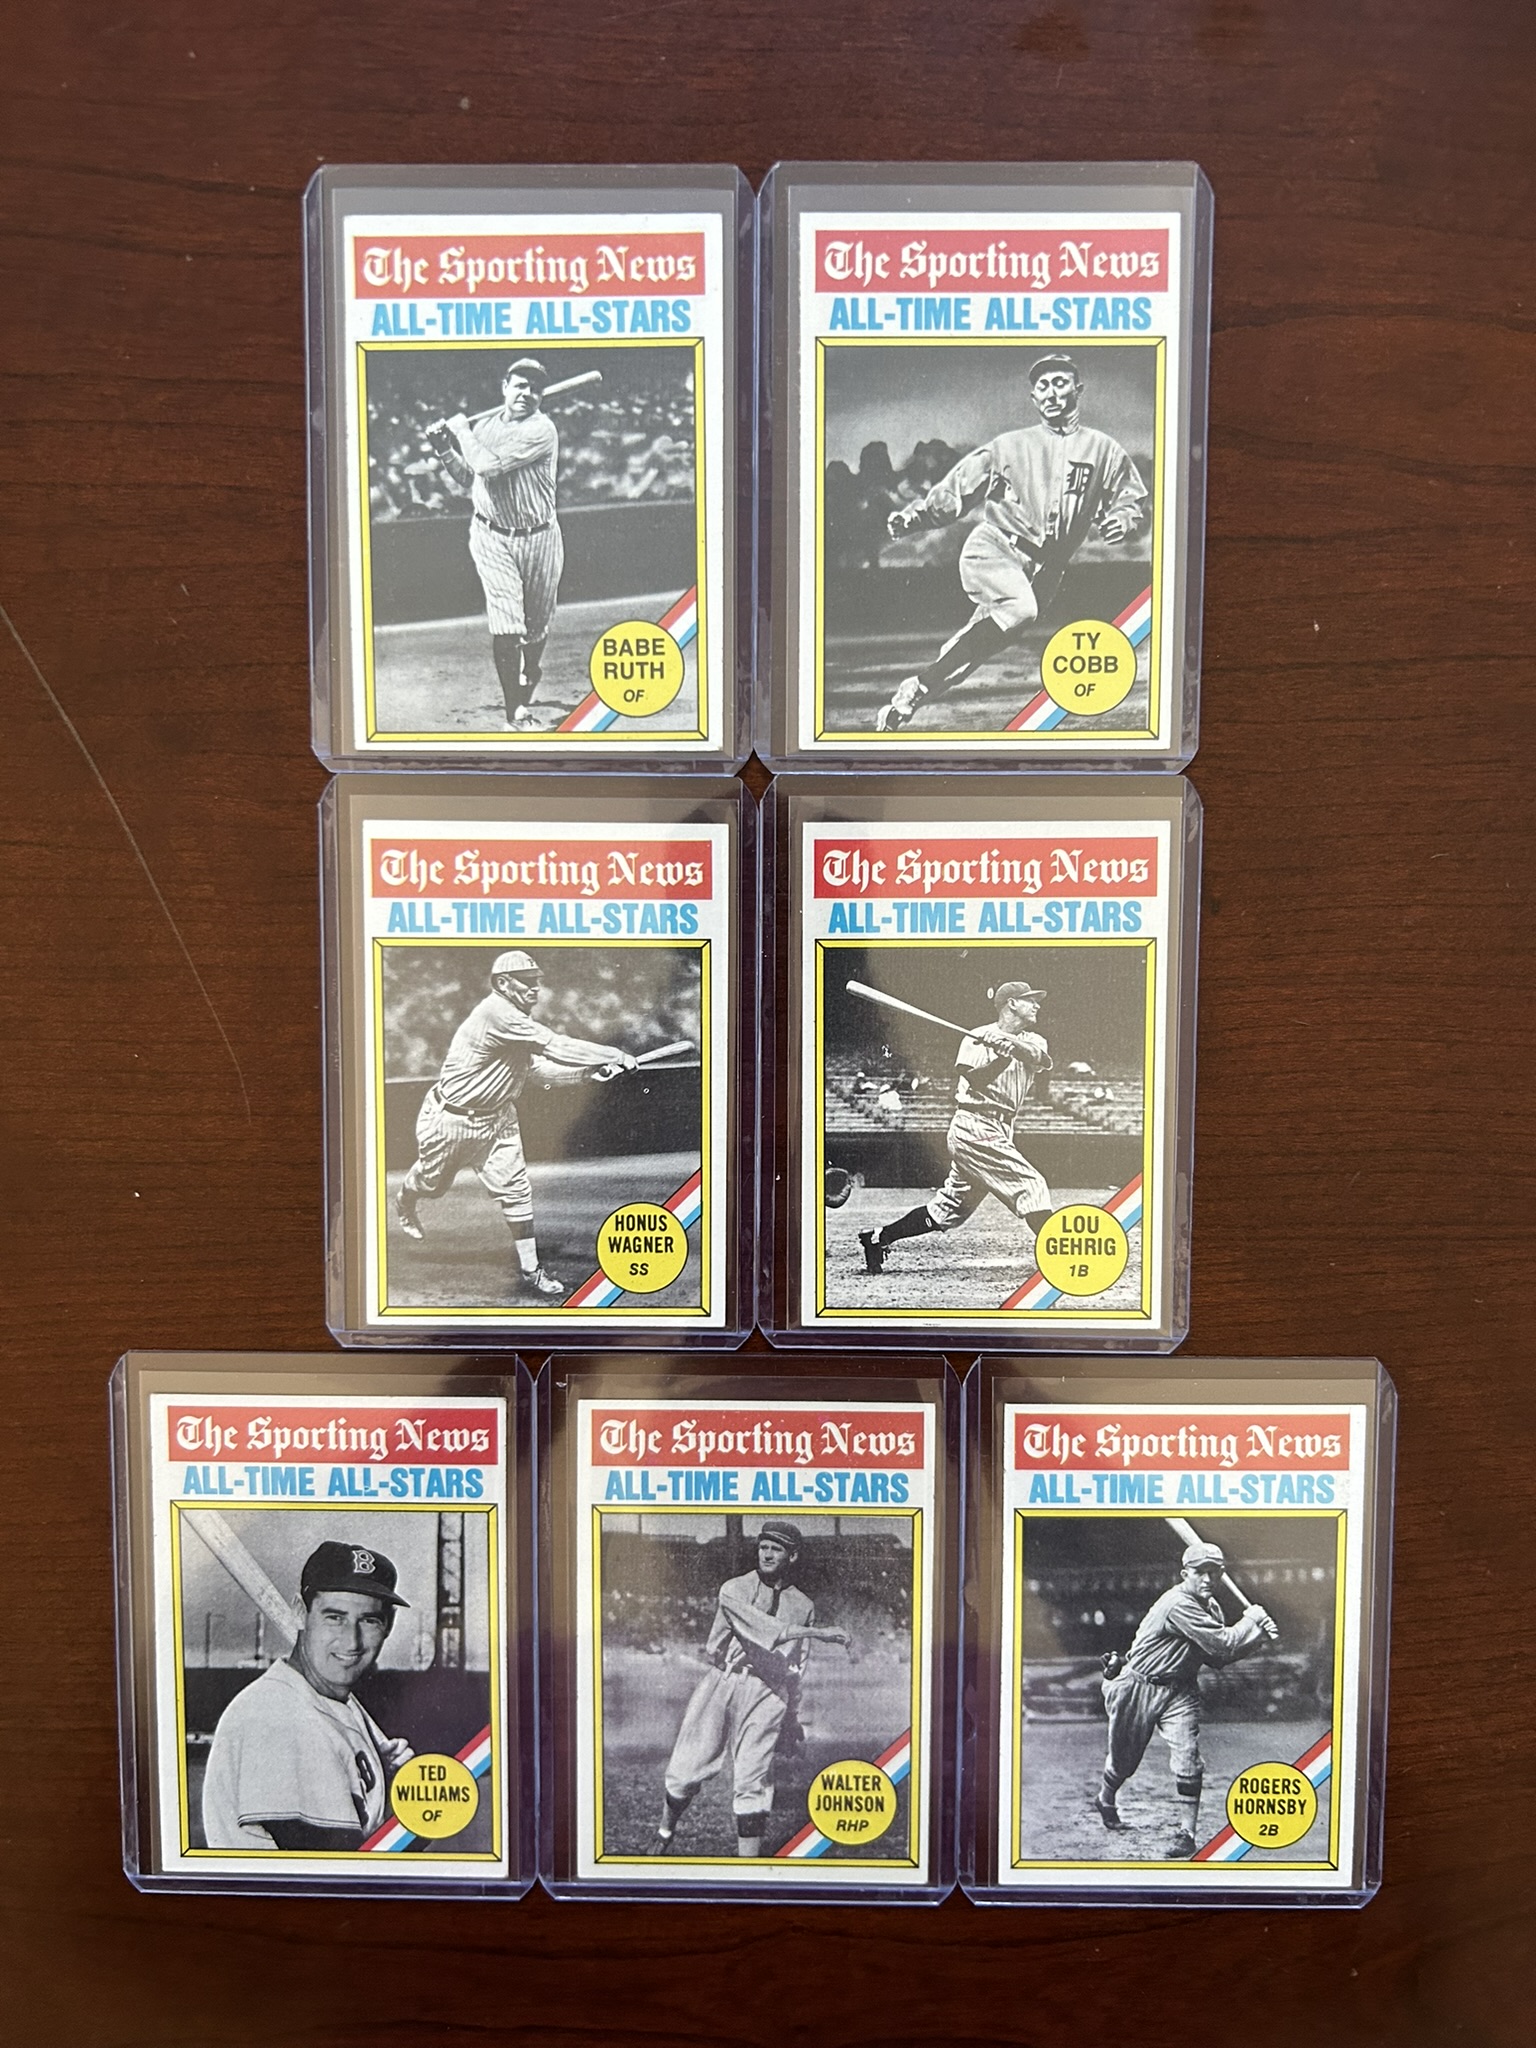 The Sporting News
ALL-TIME ALL-STARS
BABE
RUTH
OF
The Sporting News
ALL-TIME ALL-STARS
D
TY
COBB
OF
The Sporting News
ALL-TIME ALL-STARS
HONUS
WAGNER
SS
The Sporting News
ALL-TIME ALL-STARS
LOU
GEHRIG
1B
The Sporting News
ALL-TIME ALL-STARS
B
TED
WILLIAMS
OF
The Sporting News
ALL-TIME ALL-STARS
WALTER
JOHNSON
RHP
The Sporting News
ALL-TIME ALL-STARS
ROGERS
HORNSBY
2B